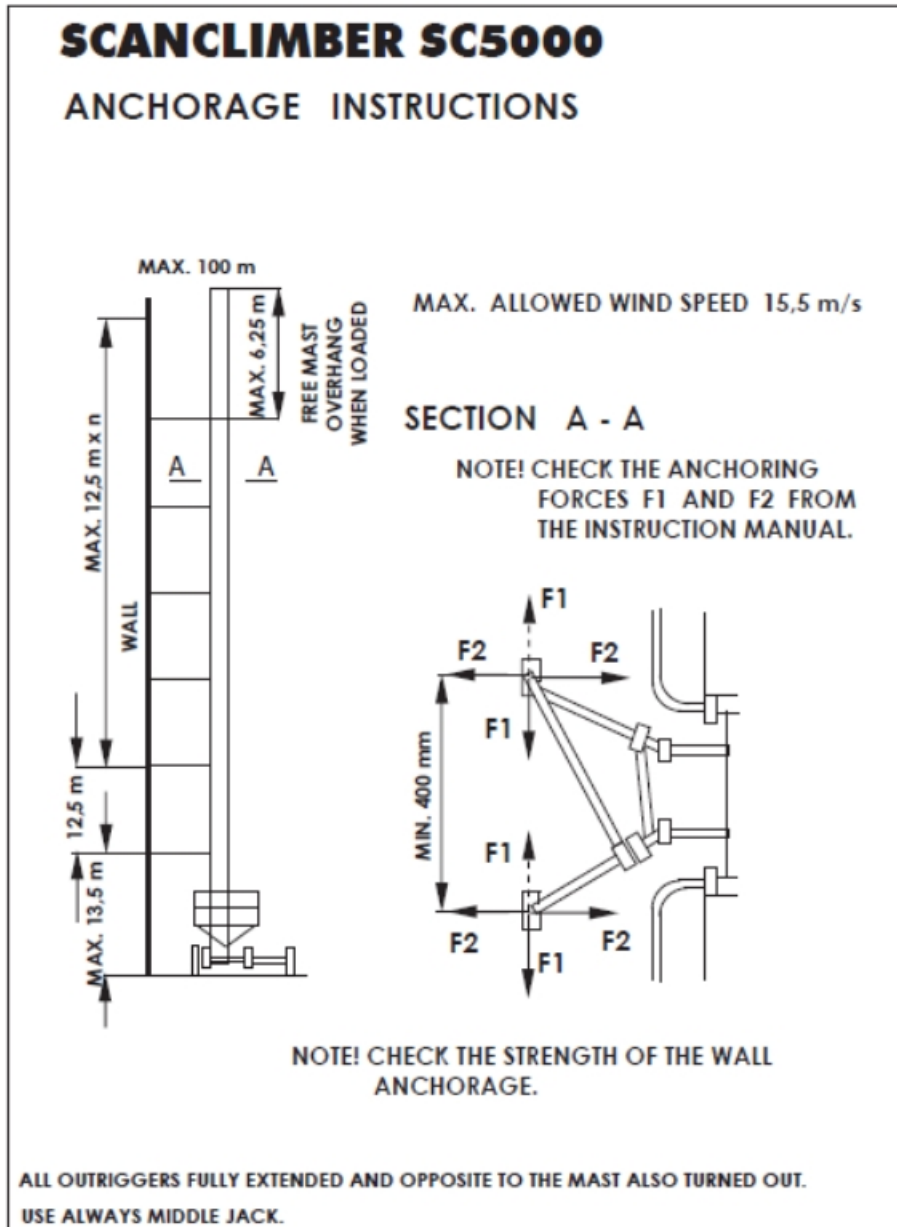 SCANCLIMBER SC5000
ANCHORAGE INSTRUCTIONS
MAX. 100 m
MAX. 6,25 m
FREE MAST
OVERHANG
WHEN LOADED
MAX. ALLOWED WIND SPEED 15,5 m/s
MAX. 12,5 m x n
A
A
WALL
12,5 m
MAX. 13,5 m
SECTION A - A
NOTE! CHECK THE ANCHORING
FORCES F1 AND F2 FROM
THE INSTRUCTION MANUAL.
F1
F2
F2
F1
MIN. 400 mm
F1
F2
F2
F1
NOTE! CHECK THE STRENGTH OF THE WALL
ANCHORAGE.
ALL OUTRIGGERS FULLY EXTENDED AND OPPOSITE TO THE MAST ALSO TURNED OUT.
USE ALWAYS MIDDLE JACK.